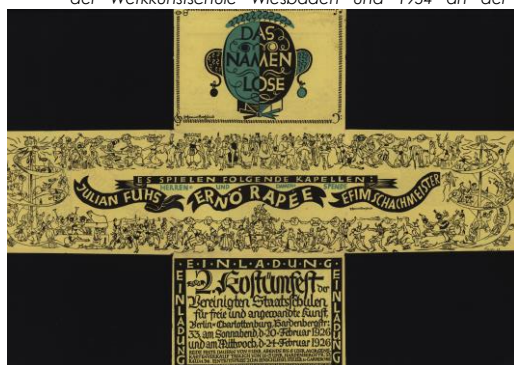 der Werkkunstschule Wiesbaden und 1954 an der
DAS
NAMEN
LOSE
ES SPIELEN FOLGENDE KAPELLEN:
HERREN- UND DAMEN- SPENDE
JULIAN FUHS ERNÖ RAPEE EFIM SCHACHMEISTER
E·I·N·L·A·D·U·N·G
EINLADUNG
2. Kostümfest der
Vereinigten Staatsschulen
für freie und angewandte Kunst
Berlin-Charlottenburg, Hardenbergstr.
33, am Sonnabend, d. 20. Februar 1926
und am Mittwoch, d. 24. Februar 1926
EINLADUNG